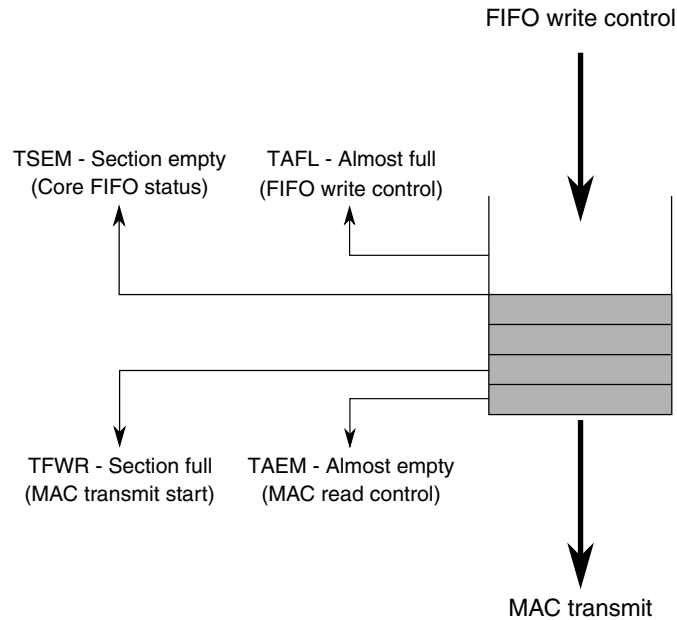 FIFO write control
TSEM - Section empty
(Core FIFO status)
TAFL - Almost full
(FIFO write control)
TFWR - Section full
(MAC transmit start)
TAEM - Almost empty
(MAC read control)
MAC transmit